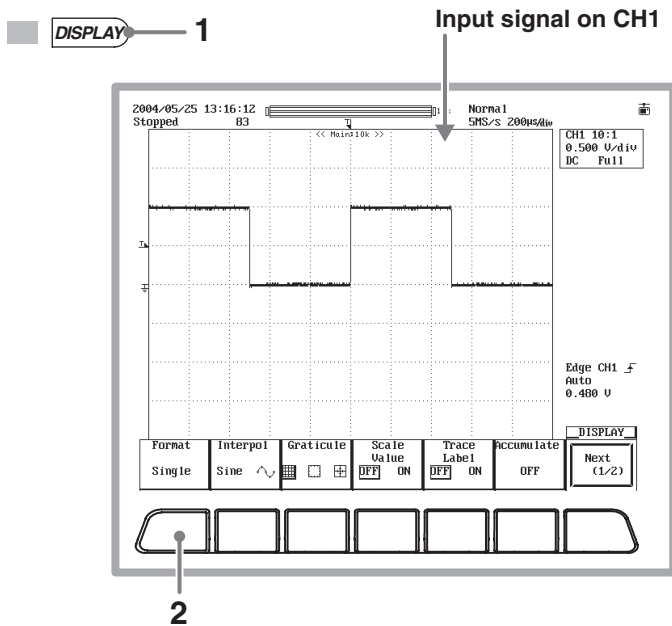 DISPLAY
1
Input signal on CH1
2004/05/25 13:16:12
Normal
Stopped
83
5MS/s 200µs/div
<< Main:10k >>
CH1 10:1
0.500 V/div
DC Full
Edge CH1
Auto
0.480 V
DISPLAY
Format
Single
Interpol
Sine
Graticule
Scale
Value
OFF ON
Trace
Label
OFF ON
Accumulate
OFF
Next
(1/2)
2